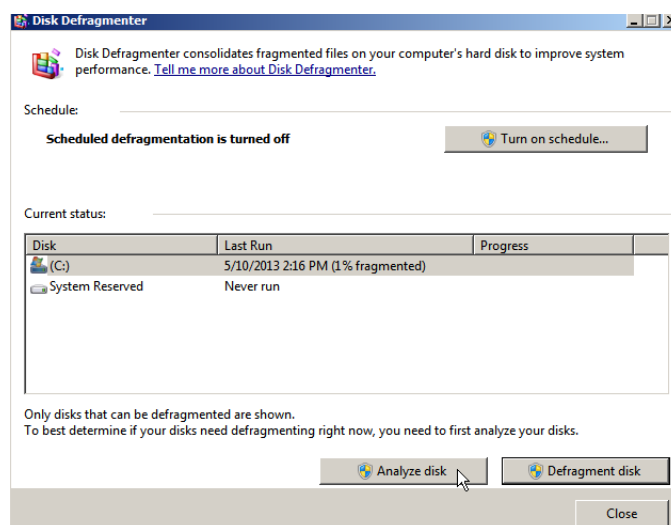 Disk Defragmenter
Disk Defragmenter consolidates fragmented files on your computer's hard disk to improve system
performance. Tell me more about Disk Defragmenter.
Schedule:
Scheduled defragmentation is turned off
Turn on schedule...
Current status:
Disk Last Run Progress
(C:) 5/10/2013 2:16 PM (1% fragmented)
System Reserved Never run
Only disks that can be defragmented are shown.
To best determine if your disks need defragmenting right now, you need to first analyze your disks.
Analyze disk Defragment disk
Close